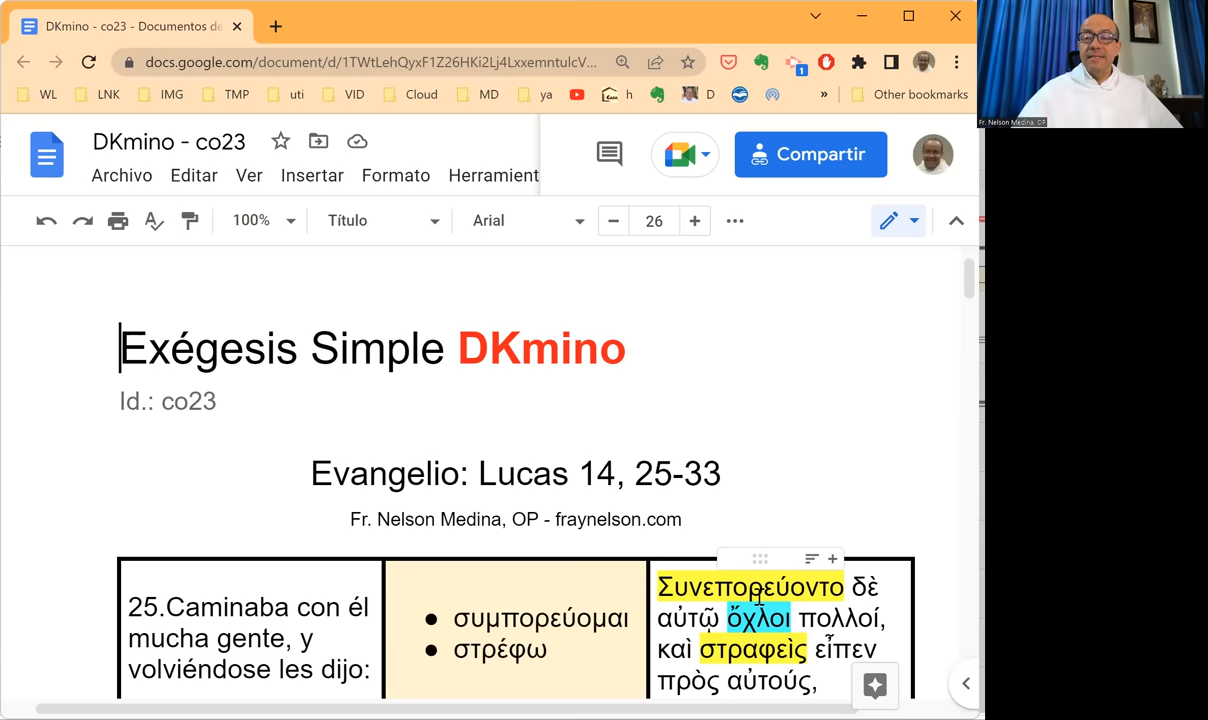 DKmino - co23 - Documentos de
docs.google.com/document/d/1TWtLehQyxF1Z26HKi2Lj4LxxemntulcV...
WL LNK IMG TMP uti VID Cloud MD ya h D » Other bookmarks
1
DKmino - co23
Archivo Editar Ver Insertar Formato Herramient
Compartir
100% Título Arial 26
Exégesis Simple DKmino
Id.: co23
Evangelio: Lucas 14, 25-33
Fr. Nelson Medina, OP - fraynelson.com
25.Caminaba con él
mucha gente, y
volviéndose les dijo:
● συμπορεύομαι
● στρέφω
Συνεπορεύοντο δὲ
αὐτῷ ὄχλοι πολλοί,
καὶ στραφεὶς εἶπεν
πρὸς αὐτούς,
Fr. Nelson Medina, OP